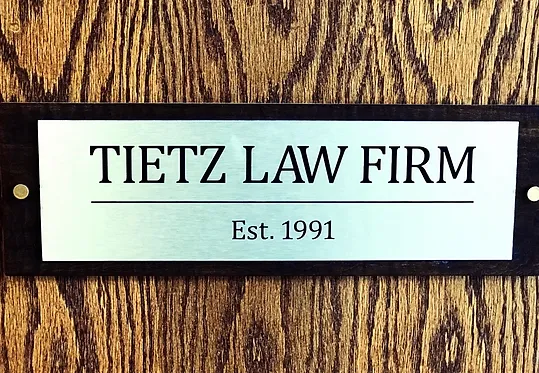 TIETZ LAW FIRM
Est. 1991